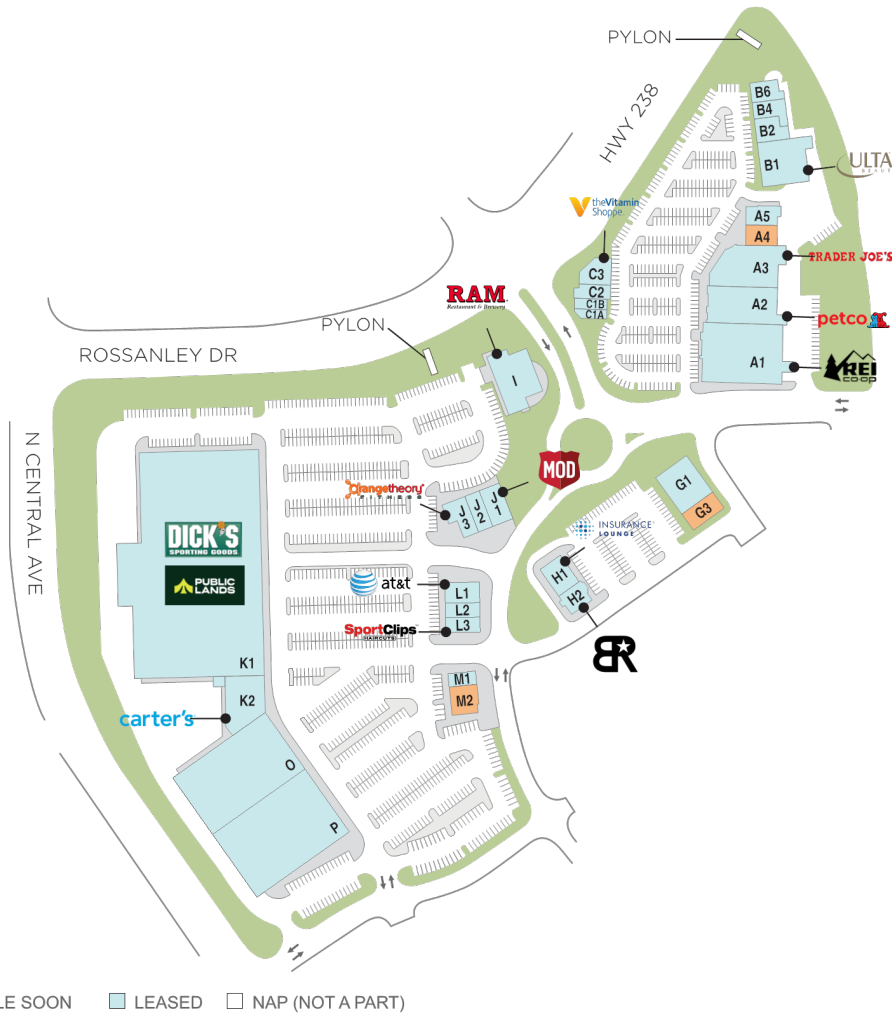 PYLON
HWY 238
B6
B4
B2
B1
ULTA
BEAUTY
theVitamin
Shoppe
A5
A4
TRADER JOE'S
A3
C3
C2
C1B
C1A
A2
petco
A1
REI
CO·OP
RAM
Restaurant & Brewery
PYLON
ROSSANLEY DR
I
N CENTRAL AVE
MOD
orangetheory
FITNESS
J
1
J
2
J
3
G1
G3
DICK'S
SPORTING GOODS
PUBLIC
LANDS
INSURANCE
LOUNGE
H1
H2
at&t
L1
L2
L3
SportClips
HAIRCUTS
BR
K1
K2
M1
M2
carter's
O
P
LE SOON
LEASED
NAP (NOT A PART)